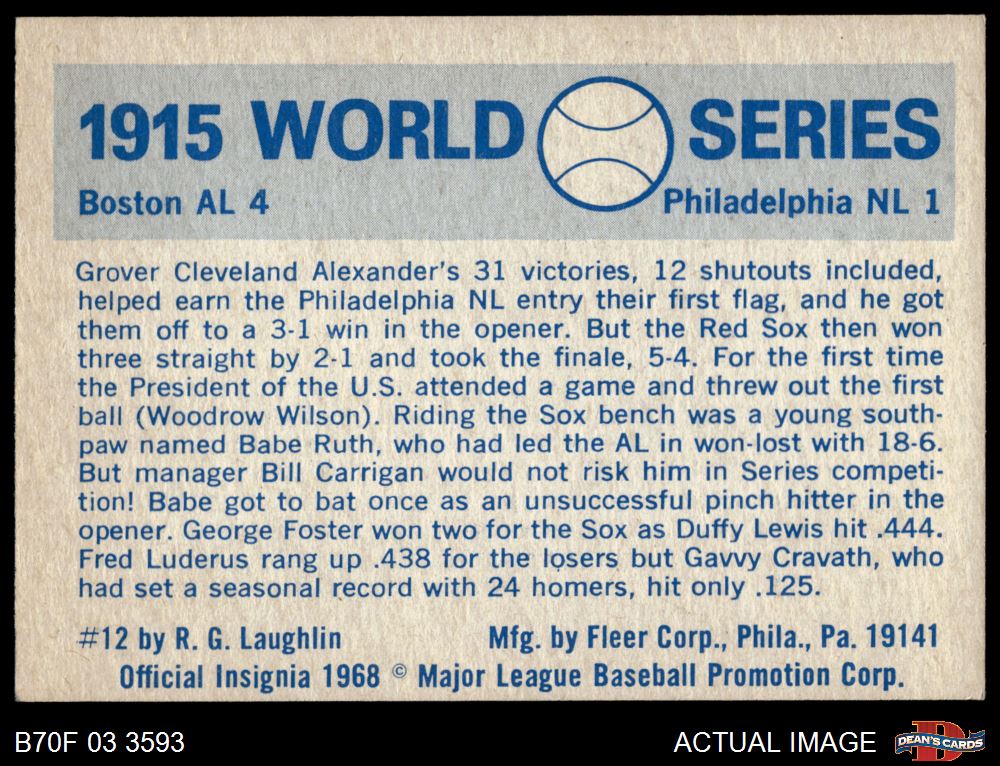 1915 WORLD SERIES
Boston AL 4 Philadelphia NL 1
Grover Cleveland Alexander's 31 victories, 12 shutouts included,
helped earn the Philadelphia NL entry their first flag, and he got
them off to a 3-1 win in the opener. But the Red Sox then won
three straight by 2-1 and took the finale, 5-4. For the first time
the President of the U.S. attended a game and threw out the first
ball (Woodrow Wilson). Riding the Sox bench was a young south-
paw named Babe Ruth, who had led the AL in won-lost with 18-6.
But manager Bill Carrigan would not risk him in Series competi-
tion! Babe got to bat once as an unsuccessful pinch hitter in the
opener. George Foster won two for the Sox as Duffy Lewis hit .444.
Fred Luderus rang up .438 for the losers but Gavvy Cravath, who
had set a seasonal record with 24 homers, hit only .125.
#12 by R. G. Laughlin Mfg. by Fleer Corp., Phila., Pa. 19141
Official Insignia 1968 © Major League Baseball Promotion Corp.
B70F 03 3593 ACTUAL IMAGE DEAN'S CARDS